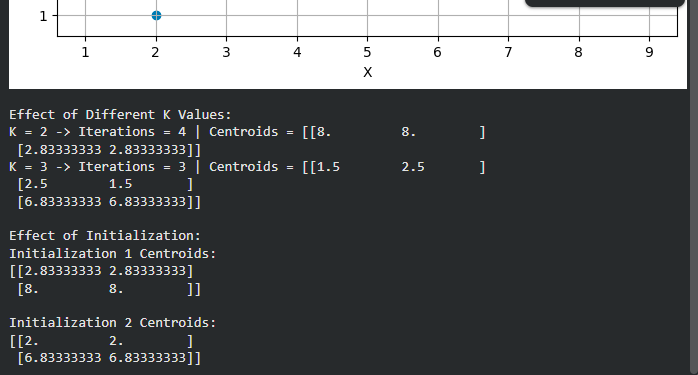 1
1 2 3 4 5 6 7 8 9
X
Effect of Different K Values:
K = 2 -> Iterations = 4 | Centroids = [[8.         8.        ]
 [2.83333333 2.83333333]]
K = 3 -> Iterations = 3 | Centroids = [[1.5        2.5       ]
 [2.5        1.5       ]
 [6.83333333 6.83333333]]
Effect of Initialization:
Initialization 1 Centroids:
[[2.83333333 2.83333333]
 [8.         8.        ]]
Initialization 2 Centroids:
[[2.         2.        ]
 [6.83333333 6.83333333]]